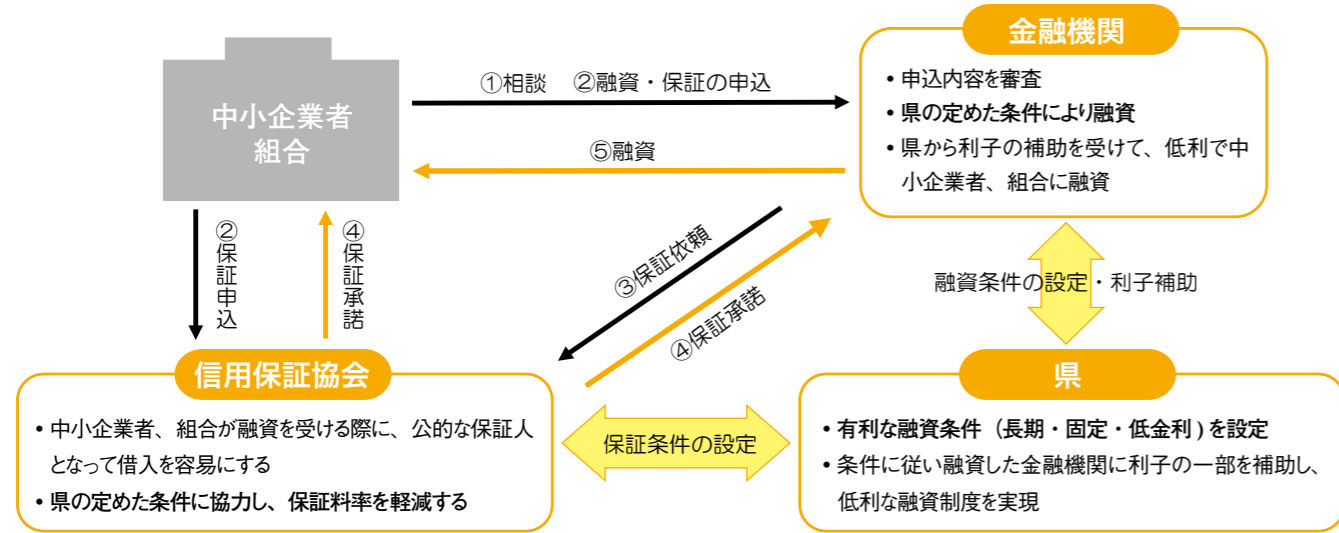 中小企業者
組合
①相談 ②融資・保証の申込
⑤融資
金融機関
• 申込内容を審査
• 県の定めた条件により融資
• 県から利子の補助を受けて、低利で中
小企業者、組合に融資
②保証申込
④保証承諾
③保証依頼
④保証承諾
融資条件の設定・利子補助
信用保証協会
• 中小企業者、組合が融資を受ける際に、公的な保証人
となって借入を容易にする
• 県の定めた条件に協力し、保証料率を軽減する
保証条件の設定
県
• 有利な融資条件（長期・固定・低金利）を設定
• 条件に従い融資した金融機関に利子の一部を補助し、
低利な融資制度を実現